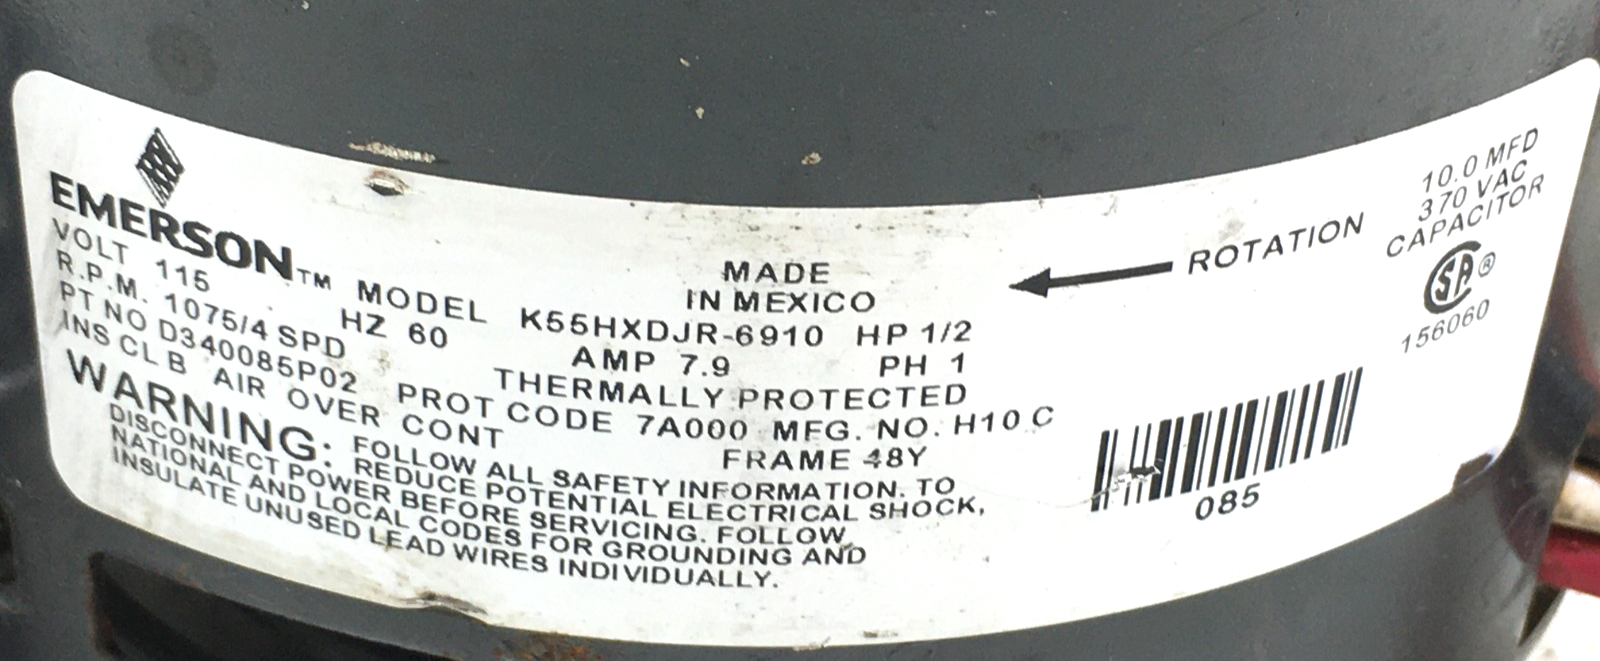 EMERSON™ MODEL K55HXDJR-6910 HP 1/2
MADE
IN MEXICO
VOLT 115 HZ 60 AMP 7.9 PH 1
R.P.M. 1075/4 SPD THERMALLY PROTECTED
PT NO D340085P02 PROT CODE 7A000 MFG. NO. H10 C
INS CL B AIR OVER CONT FRAME 48Y
WARNING: FOLLOW ALL SAFETY INFORMATION. TO
REDUCE POTENTIAL ELECTRICAL SHOCK,
DISCONNECT POWER BEFORE SERVICING. FOLLOW
NATIONAL AND LOCAL CODES FOR GROUNDING AND
INSULATE UNUSED LEAD WIRES INDIVIDUALLY.
ROTATION
085
10.0 MFD
370 VAC
CAPACITOR
SA®
156060